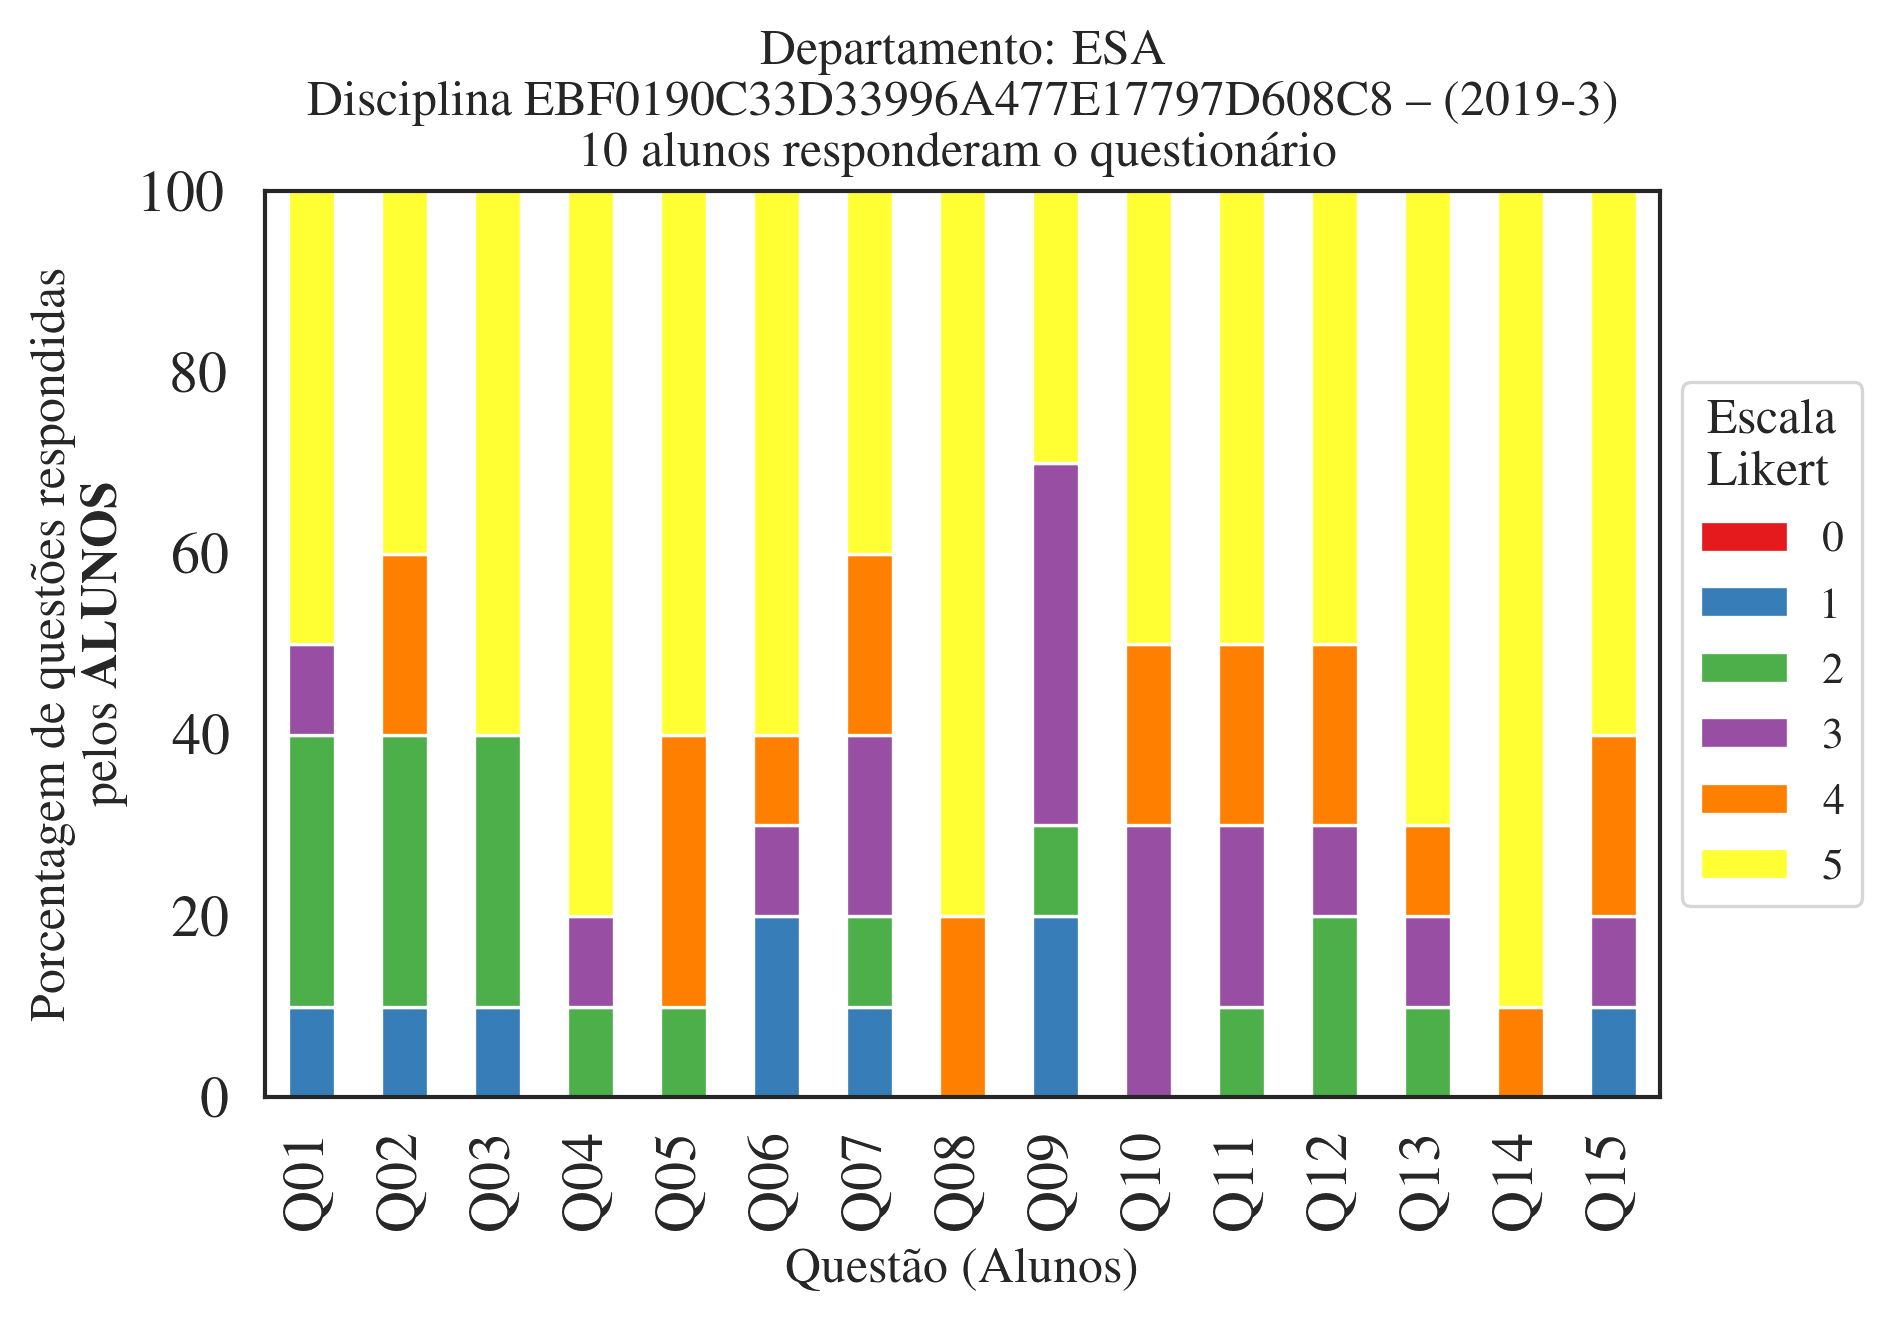 Departamento: ESA
Disciplina EBF0190C33D33996A477E17797D608C8 – (2019-3)
10 alunos responderam o questionário
Porcentagem de questões respondidas
pelos ALUNOS
100
80
60
40
20
0
Q01
Q02
Q03
Q04
Q05
Q06
Q07
Q08
Q09
Q10
Q11
Q12
Q13
Q14
Q15
Questão (Alunos)
Escala
Likert
0
1
2
3
4
5